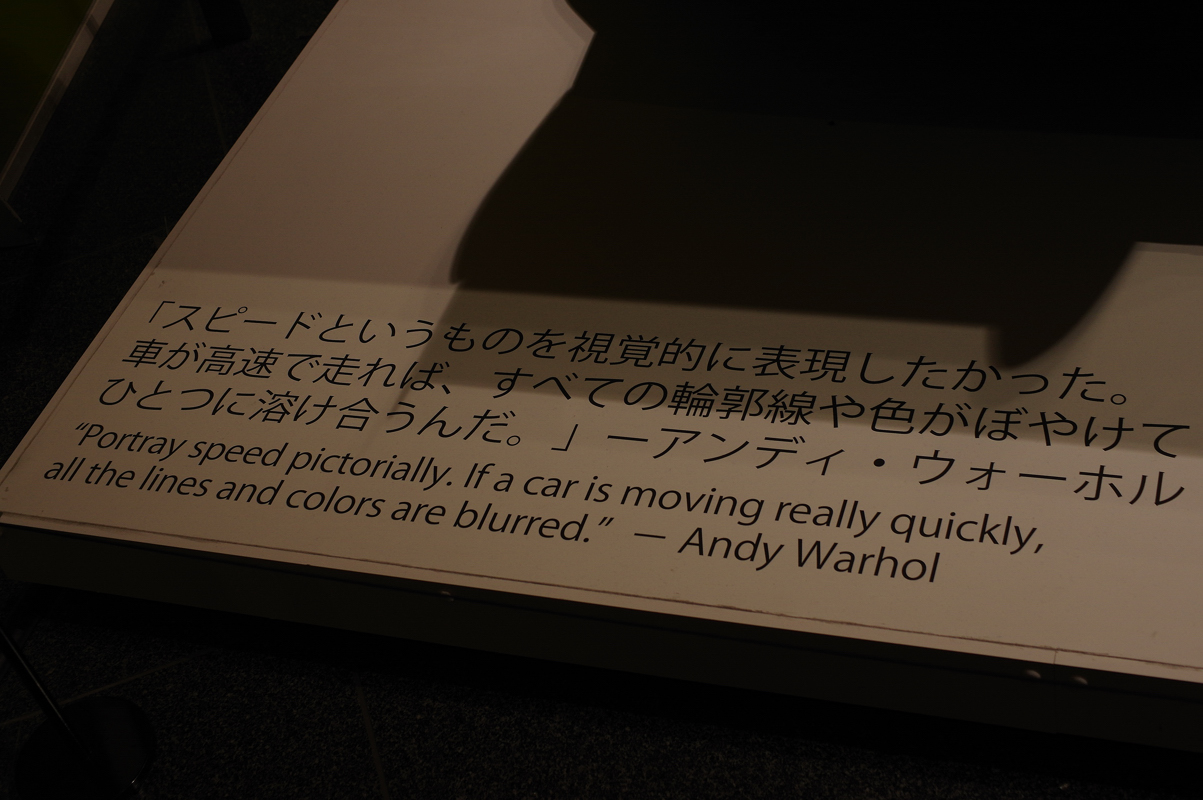 「スピードというものを視覚的に表現したかった。
車が高速で走れば、すべての輪郭線や色がぼやけて
ひとつに溶け合うんだ。」ーアンディ・ウォーホル
“Portray speed pictorially. If a car is moving really quickly,
all the lines and colors are blurred.” — Andy Warhol